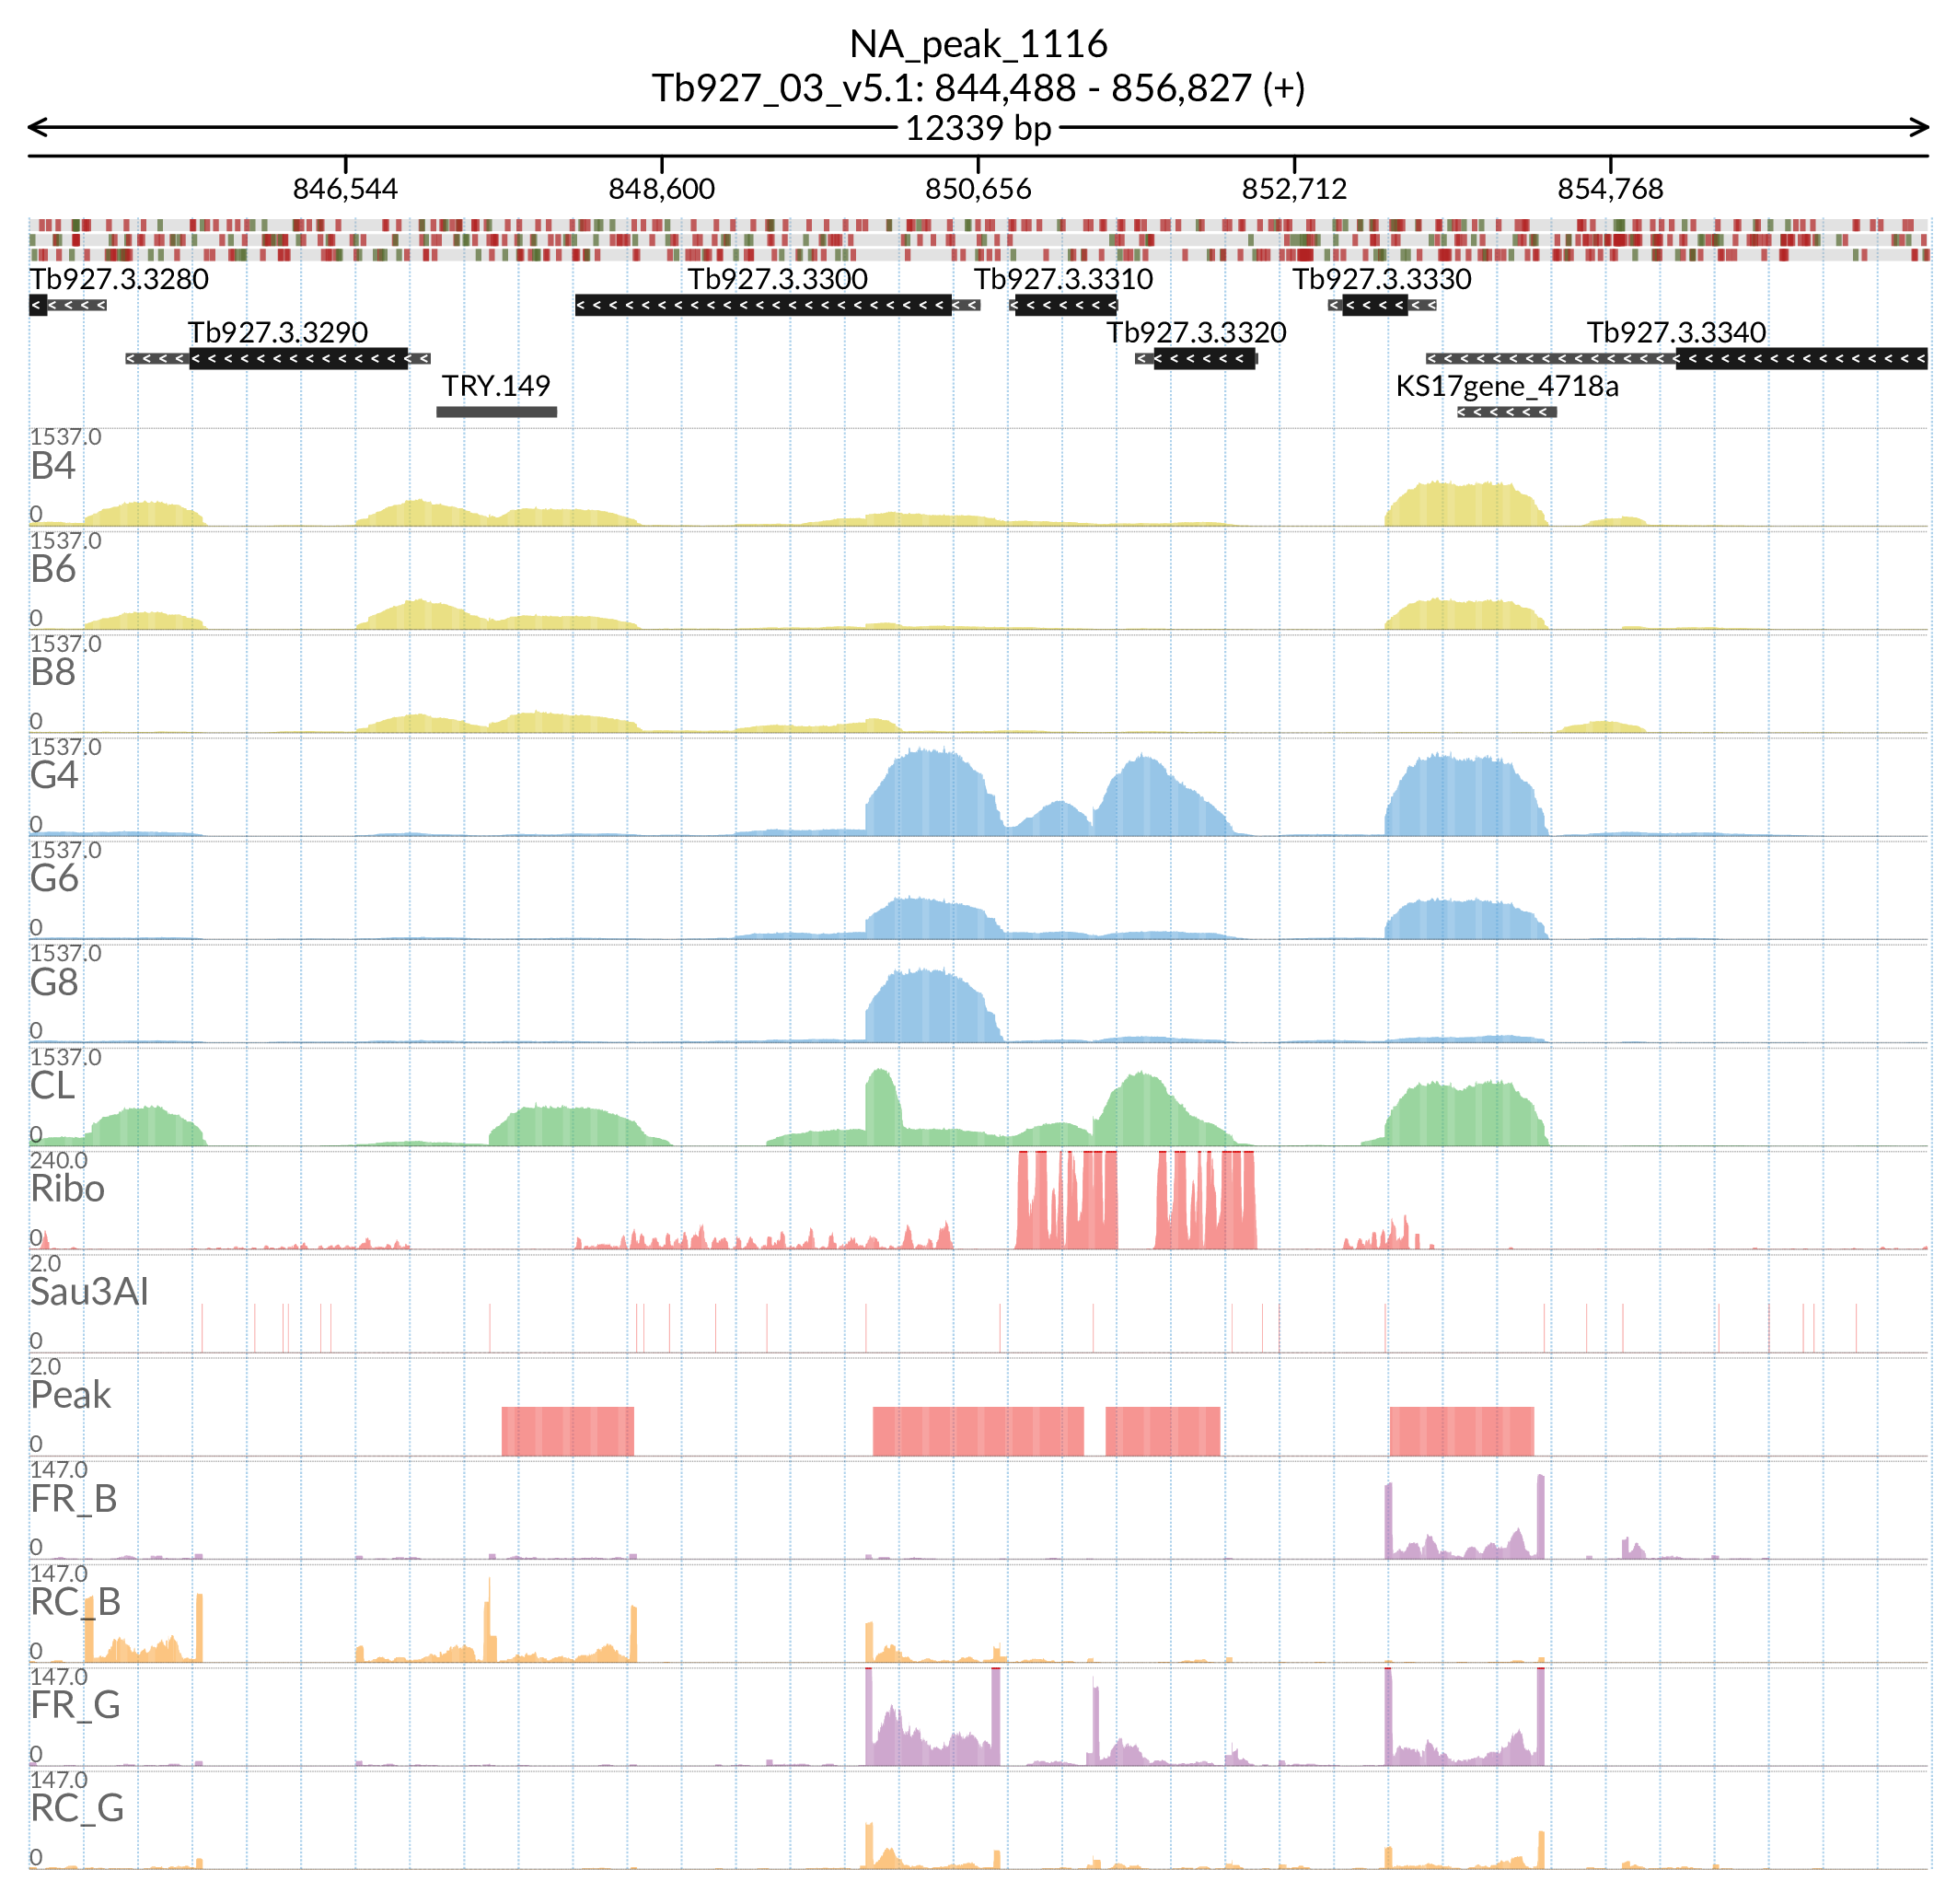 NA_peak_1116
Tb927_03_v5.1: 844,488 - 856,827 (+)
12339 bp
846,544 848,600 850,656 852,712 854,768
Tb927.3.3280 Tb927.3.3300 Tb927.3.3310 Tb927.3.3330
Tb927.3.3290 Tb927.3.3320 Tb927.3.3340
TRY.149 KS17gene_4718a
1537.0
B4
0
1537.0
B6
0
1537.0
B8
0
1537.0
G4
0
1537.0
G6
0
1537.0
G8
0
1537.0
CL
0
240.0
Ribo
0
2.0
Sau3AI
0
2.0
Peak
0
147.0
FR_B
0
147.0
RC_B
0
147.0
FR_G
0
147.0
RC_G
0